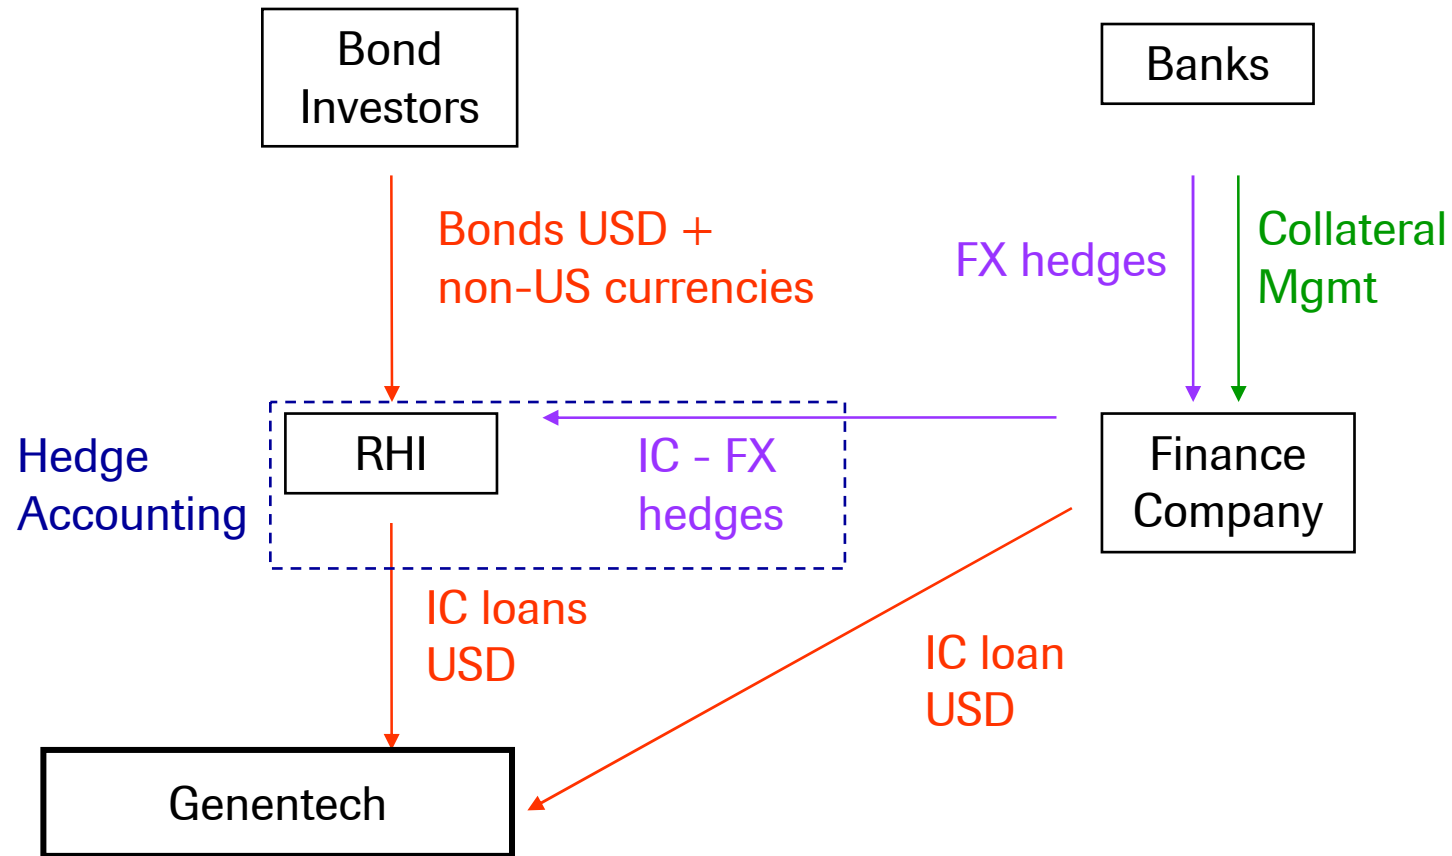 Bond
Investors
Banks
Bonds USD +
non-US currencies
FX hedges
Collateral
Mgmt
Hedge
Accounting
RHI
IC - FX
hedges
Finance
Company
IC loans
USD
IC loan
USD
Genentech